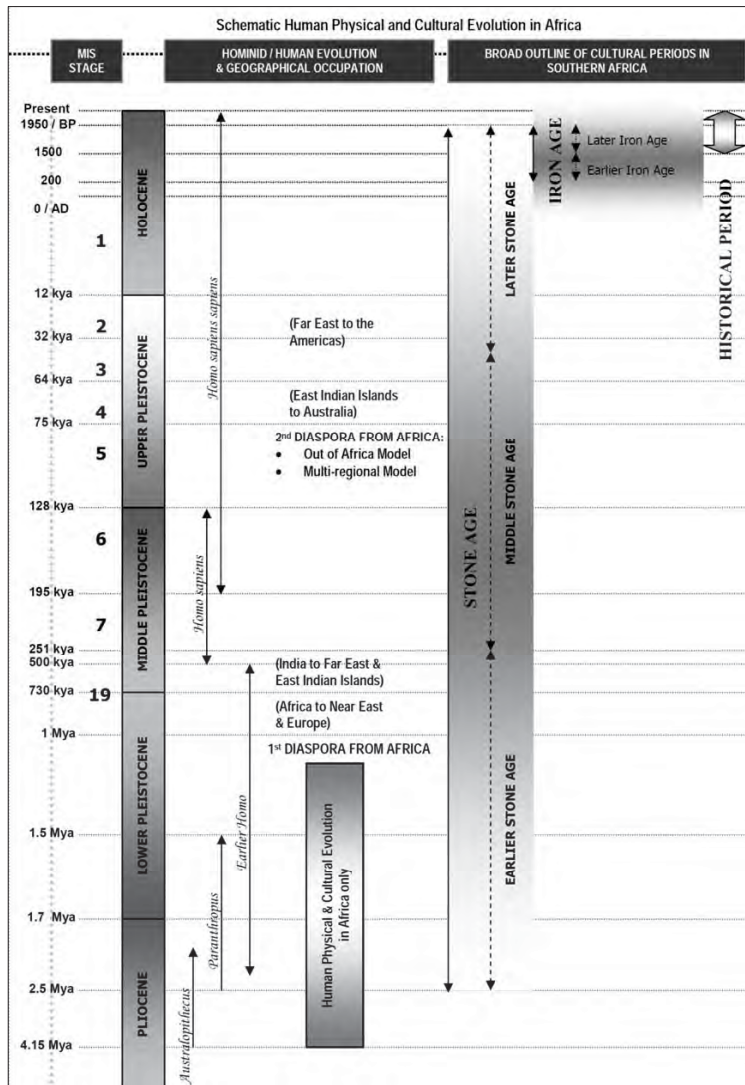 Schematic Human Physical and Cultural Evolution in Africa
MIS
STAGE
HOMINID / HUMAN EVOLUTION
& GEOGRAPHICAL OCCUPATION
BROAD OUTLINE OF CULTURAL PERIODS IN
SOUTHERN AFRICA
Present
1950 / BP
1500
200
0 / AD
12 kya
32 kya
64 kya
75 kya
128 kya
195 kya
251 kya
500 kya
730 kya
1 Mya
1.5 Mya
1.7 Mya
2.5 Mya
4.15 Mya
1
2
3
4
5
6
7
19
HOLOCENE
UPPER PLEISTOCENE
MIDDLE PLEISTOCENE
LOWER PLEISTOCENE
PLIOCENE
Homo sapiens sapiens
Homo sapiens
Earlier Homo
Paranthropus
Australopithecus
(Far East to the
Americas)
(East Indian Islands
to Australia)
2nd DIASPORA FROM AFRICA:
• Out of Africa Model
• Multi-regional Model
(India to Far East &
East Indian Islands)
(Africa to Near East
& Europe)
1st DIASPORA FROM AFRICA
Human Physical & Cultural Evolution
in Africa only
STONE AGE
LATER STONE AGE
MIDDLE STONE AGE
EARLIER STONE AGE
IRON AGE
Later Iron Age
Earlier Iron Age
HISTORICAL PERIOD